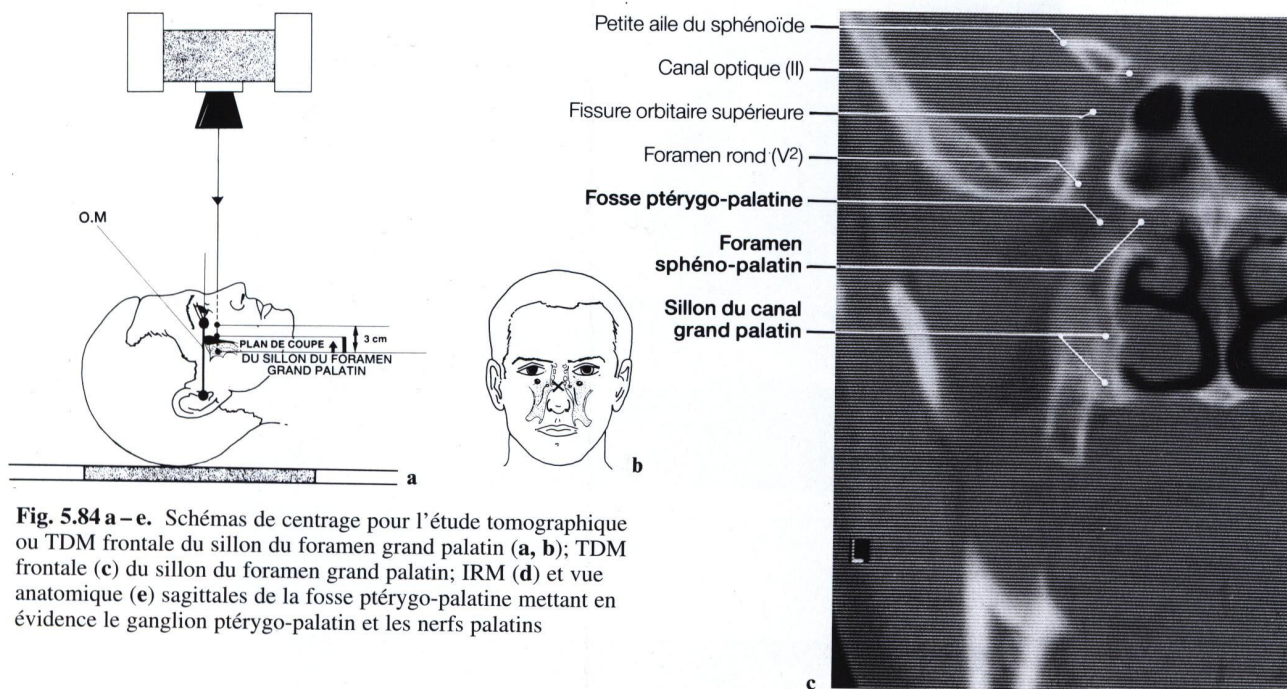 O.M
PLAN DE COUPE
3 cm
DU SILLON DU FORAMEN
GRAND PALATIN
a
b
Petite aile du sphénoïde
Canal optique (II)
Fissure orbitaire supérieure
Foramen rond (V2)
Fosse ptérygo-palatine
Foramen
sphéno-palatin
Sillon du canal
grand palatin
c
Fig. 5.84 a – e. Schémas de centrage pour l'étude tomographique
ou TDM frontale du sillon du foramen grand palatin (a, b); TDM
frontale (c) du sillon du foramen grand palatin; IRM (d) et vue
anatomique (e) sagittales de la fosse ptérygo-palatine mettant en
évidence le ganglion ptérygo-palatin et les nerfs palatins